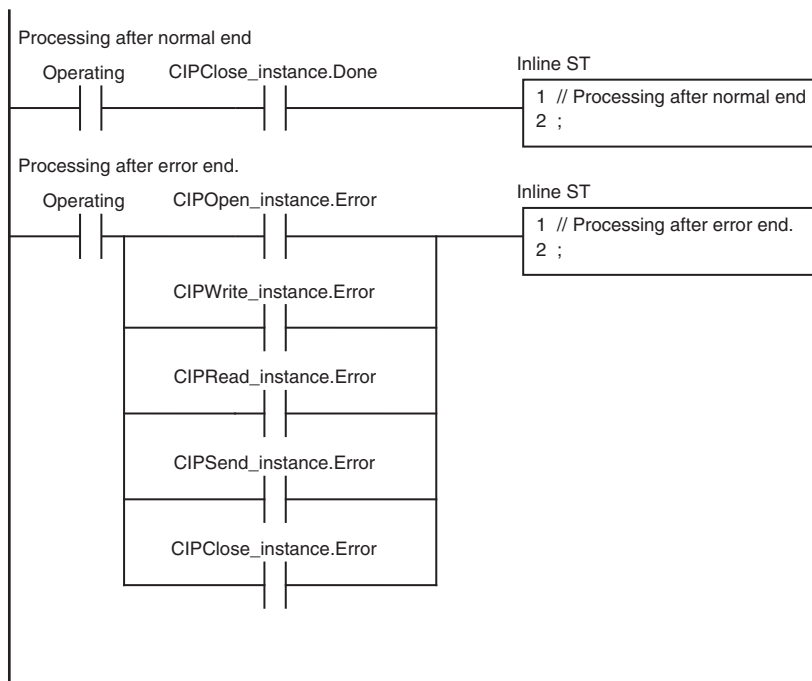 Processing after normal end
Operating CIPClose_instance.Done Inline ST
1 // Processing after normal end
2 ;
Processing after error end.
Operating CIPOpen_instance.Error Inline ST
1 // Processing after error end.
2 ;
CIPWrite_instance.Error
CIPRead_instance.Error
CIPSend_instance.Error
CIPClose_instance.Error